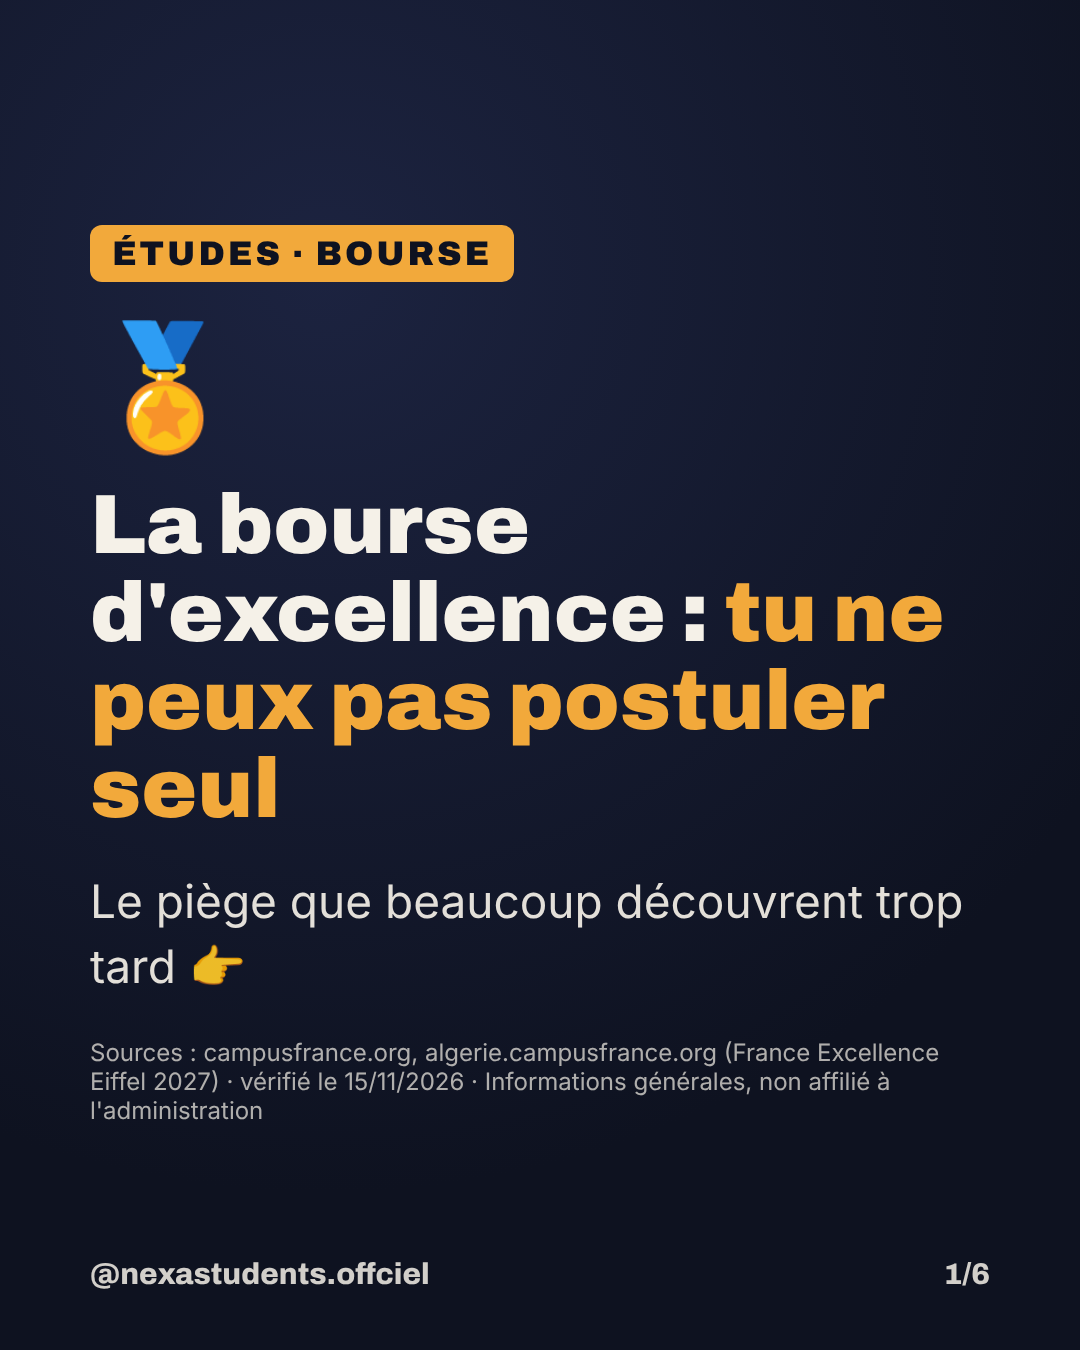 ÉTUDES · BOURSE
La bourse
d'excellence : tu ne
peux pas postuler
seul
Le piège que beaucoup découvrent trop
tard 👉
Sources : campusfrance.org, algerie.campusfrance.org (France Excellence
Eiffel 2027) · vérifié le 15/11/2026 · Informations générales, non affilié à
l'administration
@nexastudents.offciel
1/6